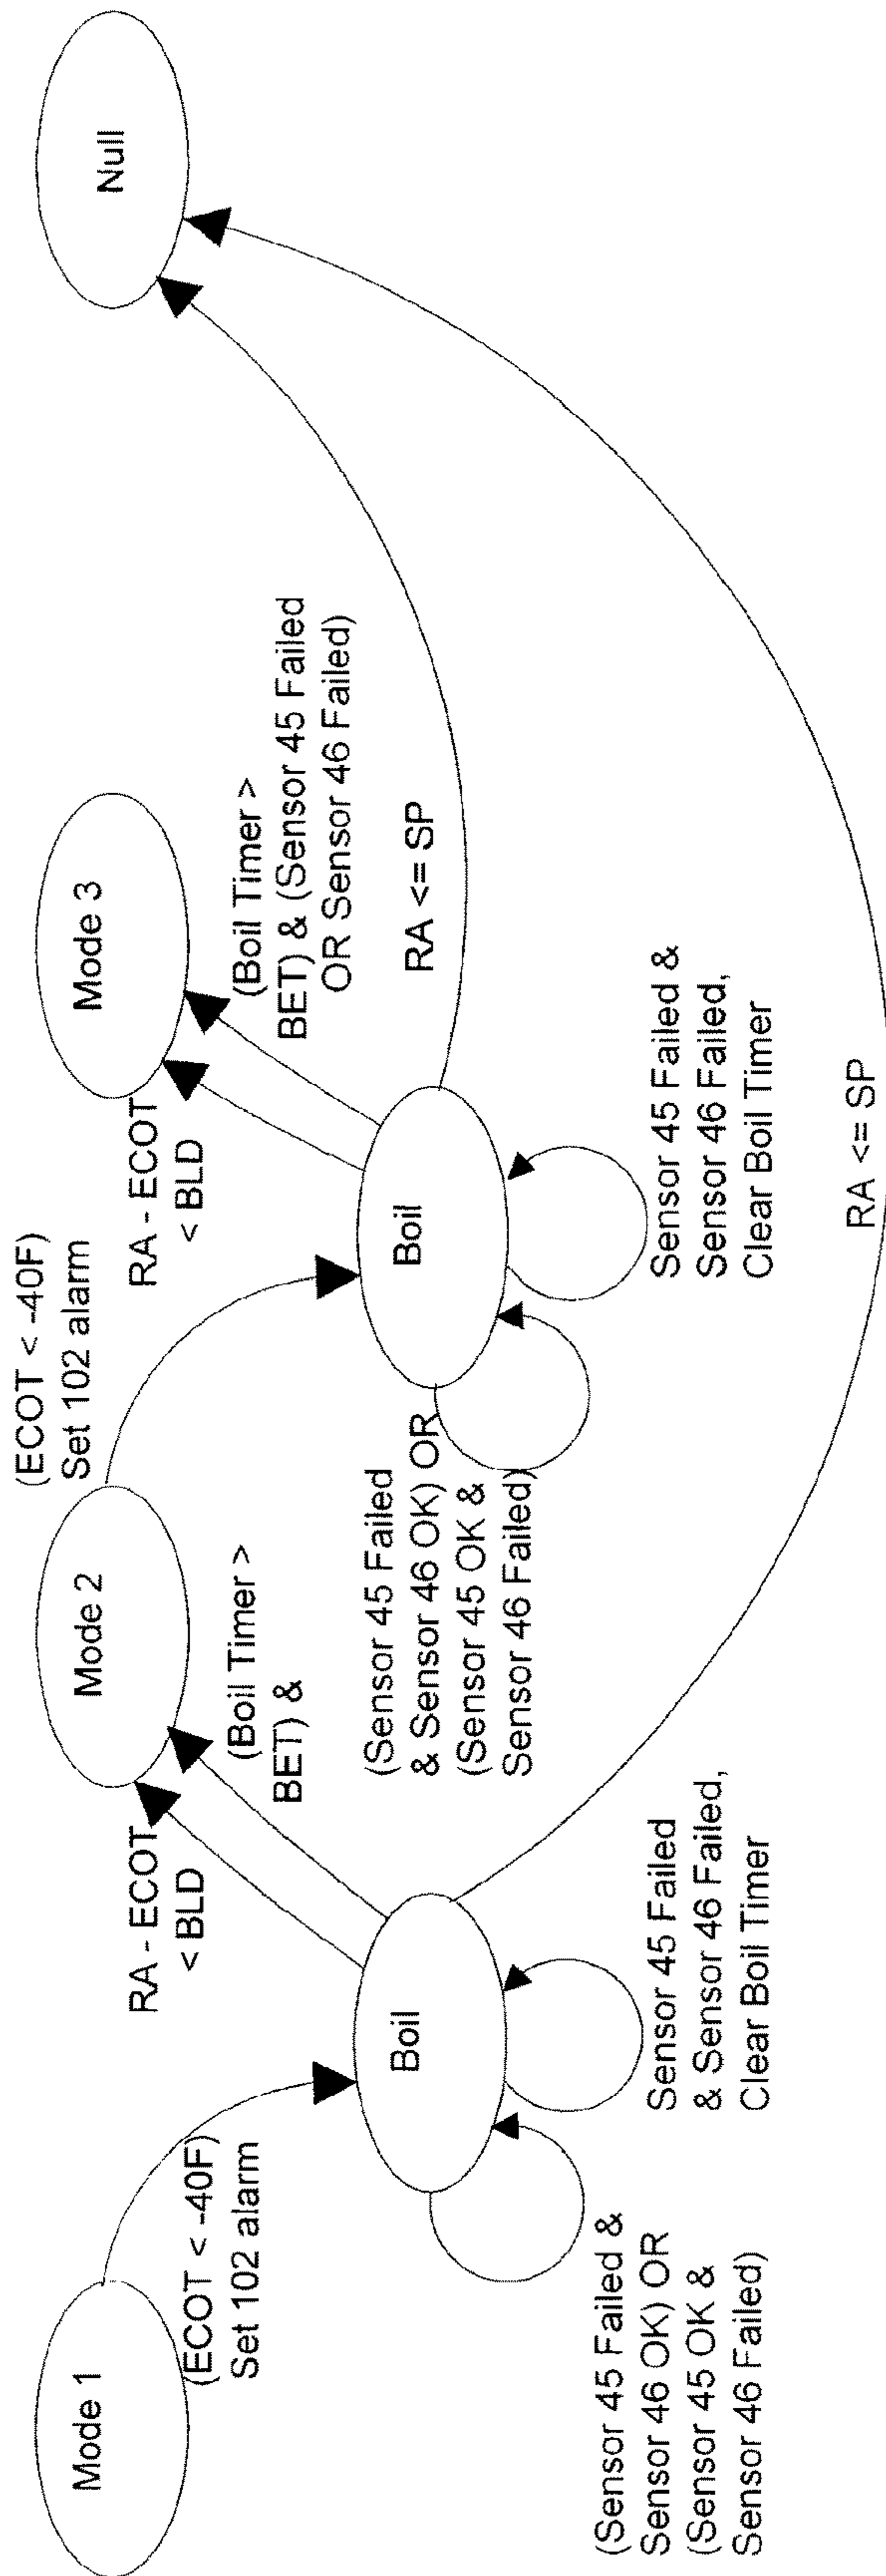 Mode 1
(ECOT < -40F)
Set 102 alarm
Boil
(Sensor 45 Failed &
Sensor 46 OK) OR
(Sensor 45 OK &
Sensor 46 Failed)
Sensor 45 Failed
& Sensor 46 Failed,
Clear Boil Timer
RA - ECOT
< BLD
(Boil Timer >
BET) &
Mode 2
(ECOT < -40F)
Set 102 alarm
Boil
(Sensor 45 Failed
& Sensor 46 OK) OR
(Sensor 45 OK &
Sensor 46 Failed)
Sensor 45 Failed &
Sensor 46 Failed,
Clear Boil Timer
RA - ECOT
< BLD
(Boil Timer >
BET) & (Sensor 45 Failed
OR Sensor 46 Failed)
Mode 3
RA <= SP
RA <= SP
Null